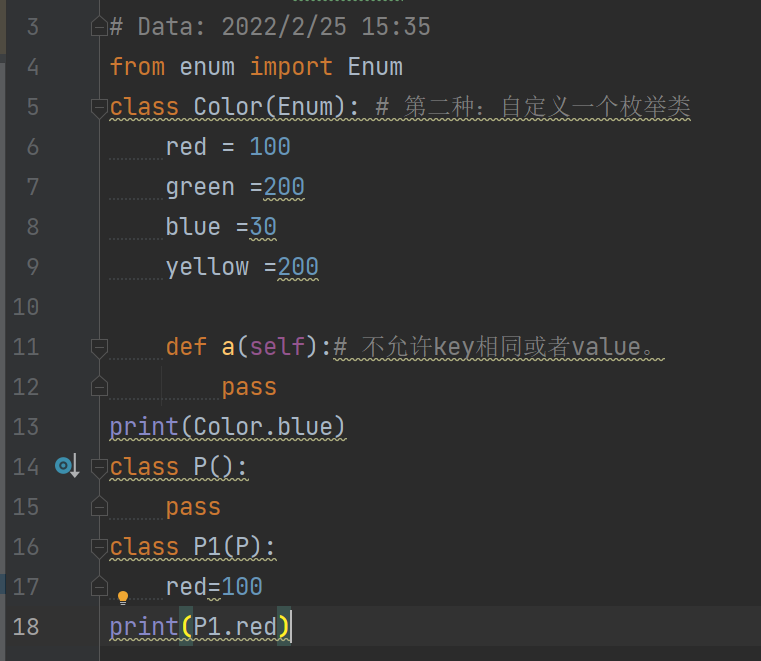 3 # Data: 2022/2/25 15:35
4 from enum import Enum
5 class Color(Enum): # 第二种: 自定义一个枚举类
6 red = 100
7 green =200
8 blue =30
9 yellow =200
10
11 def a(self):# 不允许key相同或者value。
12 pass
13 print(Color.blue)
14 class P():
15 pass
16 class P1(P):
17 red=100
18 print(P1.red)